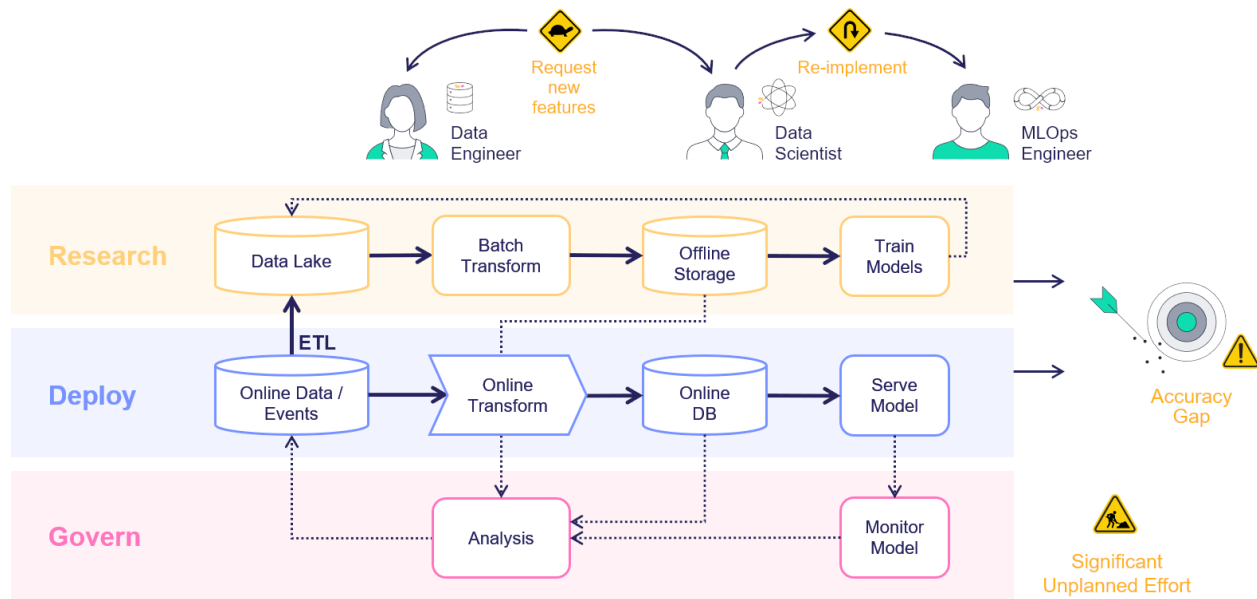 Request
new
features
Re-implement
Data
Engineer
Data
Scientist
MLOps
Engineer
Research
Data Lake
Batch
Transform
Offline
Storage
Train
Models
ETL
Deploy
Online Data /
Events
Online
Transform
Online
DB
Serve
Model
Accuracy
Gap
Govern
Analysis
Monitor
Model
Significant
Unplanned Effort